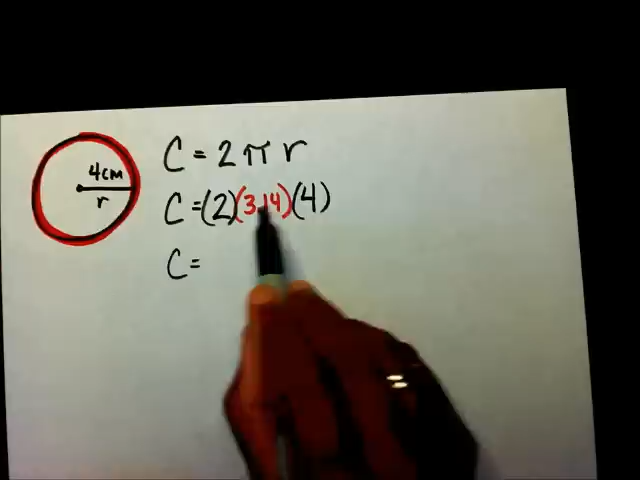 4cm
r
C = 2 π r
C = (2)(3.14)(4)
C =